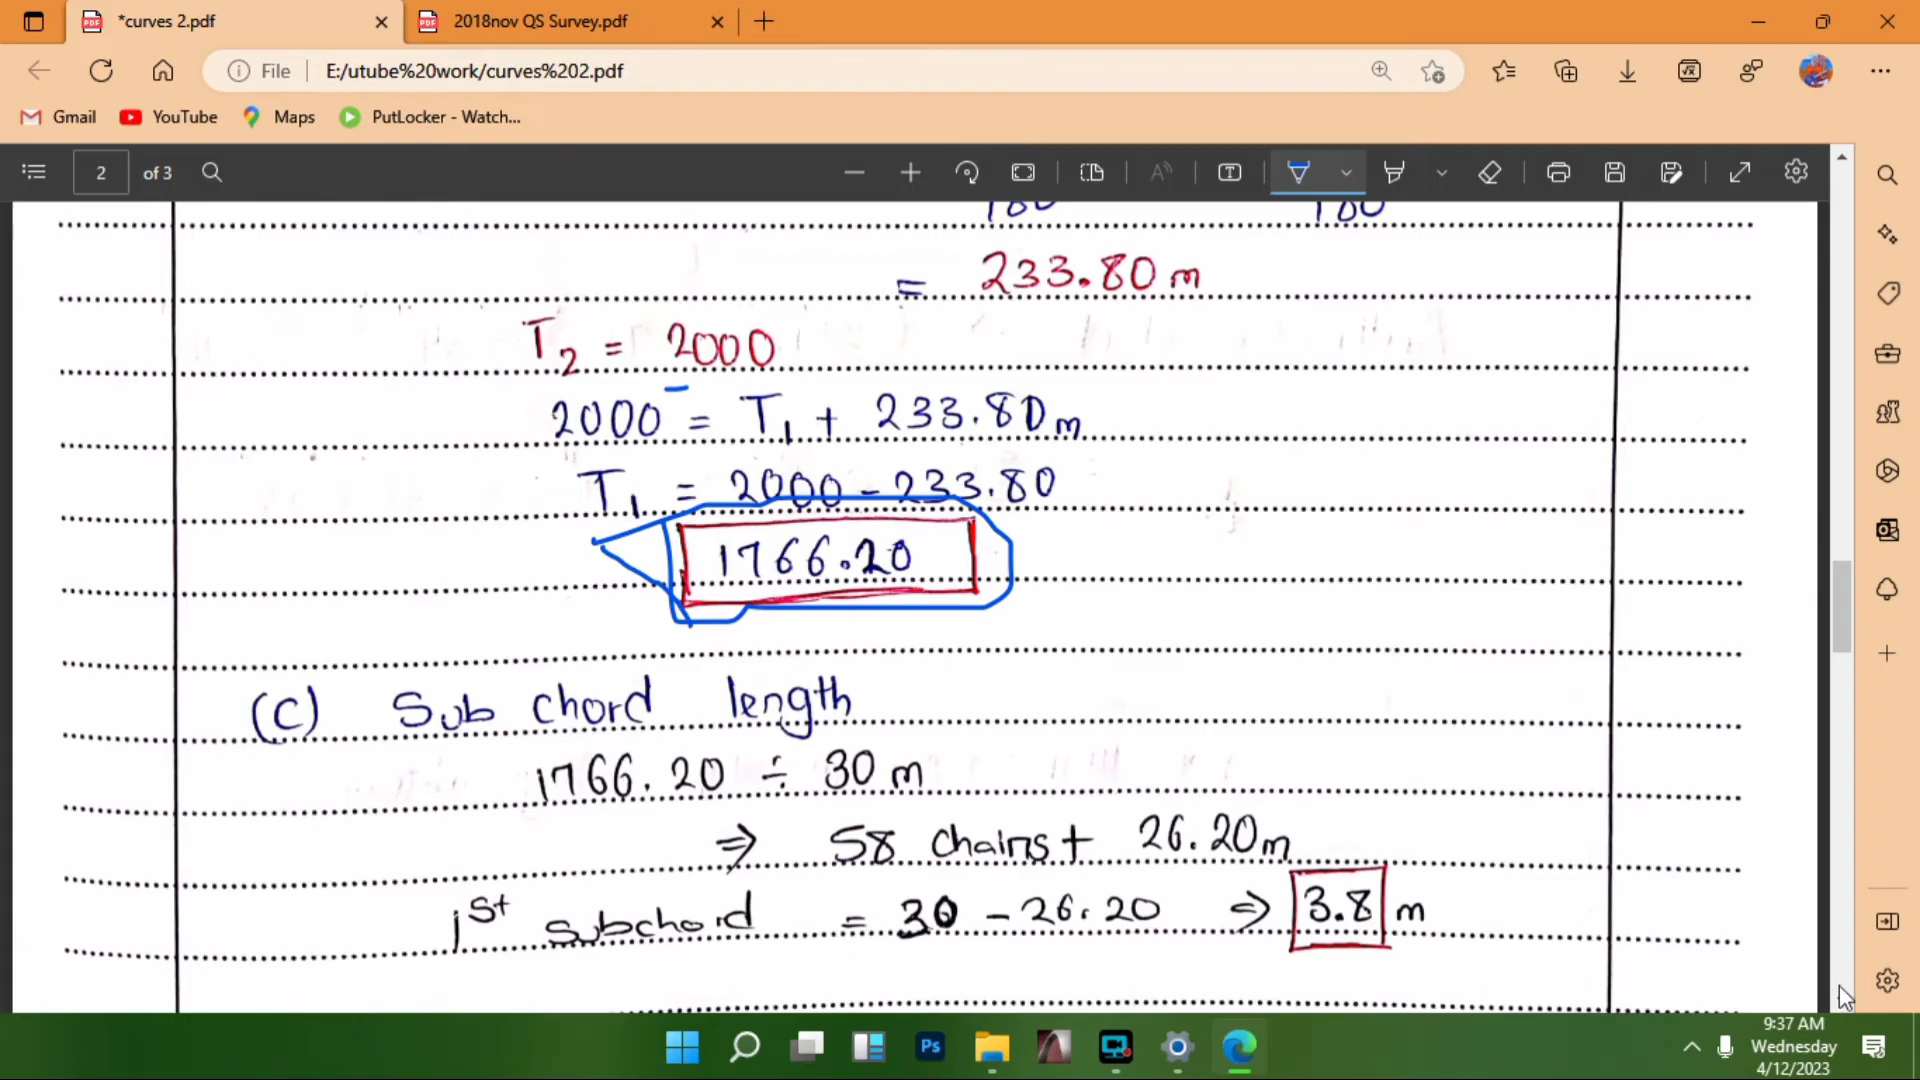 *curves 2.pdf
2018nov QS Survey.pdf
File
E:/utube%20work/curves%202.pdf
Gmail
YouTube
Maps
PutLocker - Watch...
2
of 3
180 180
= 233.80 m
T2 = 2000
2000 = T1 + 233.80 m
T1 = 2000 - 233.80
1766.20
(C) Sub chord length
1766.20 ÷ 30 m
⇒ 58 chains + 26.20m
1st subchord = 30 - 26.20 ⇒ 3.8 m
Ps
9:37 AM
Wednesday
4/12/2023